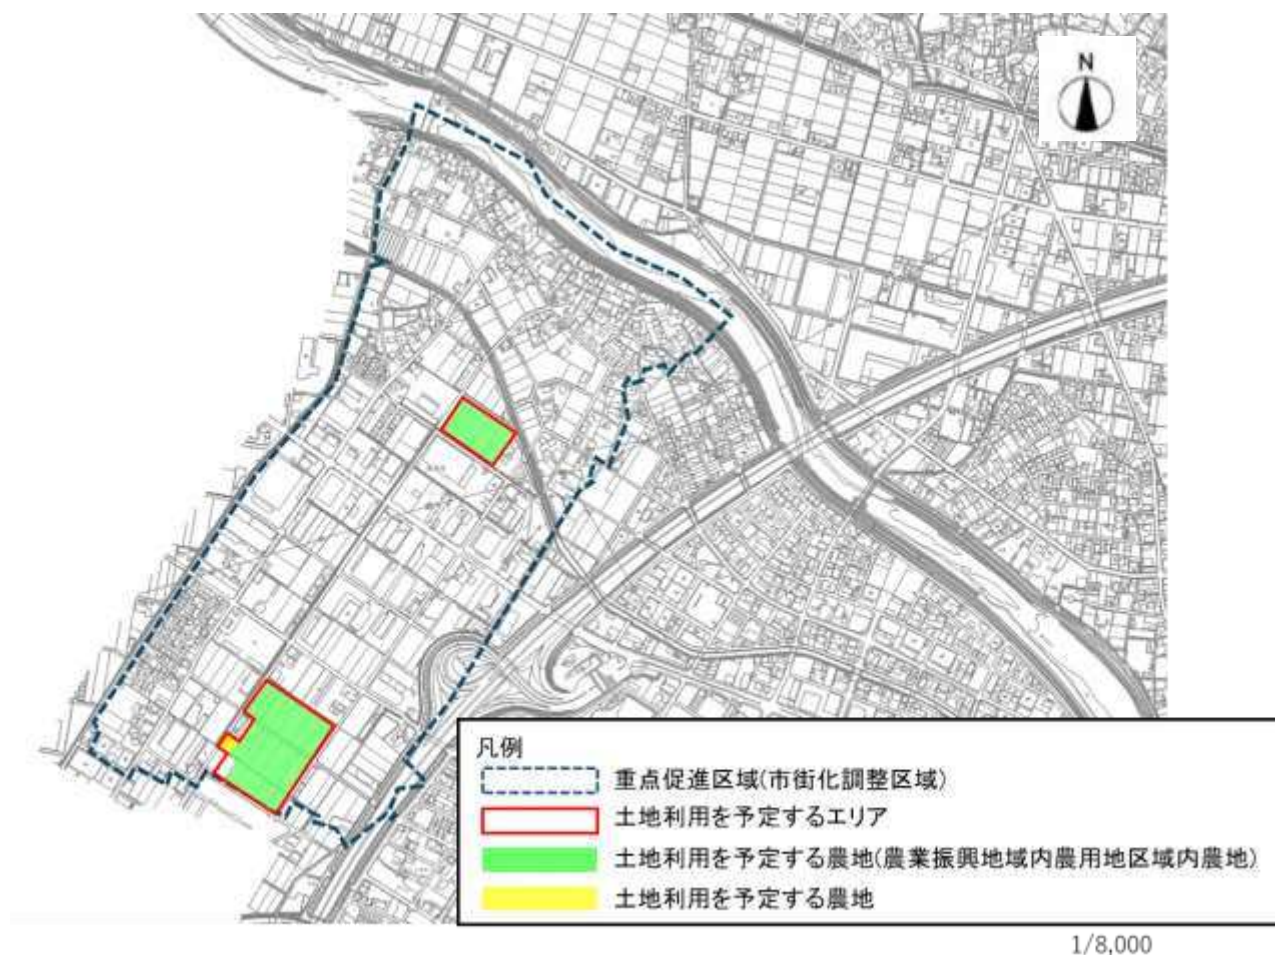 N
凡例
重点促進区域(市街化調整区域)
土地利用を予定するエリア
土地利用を予定する農地(農業振興地域内農用地区域内農地)
土地利用を予定する農地
1/8,000